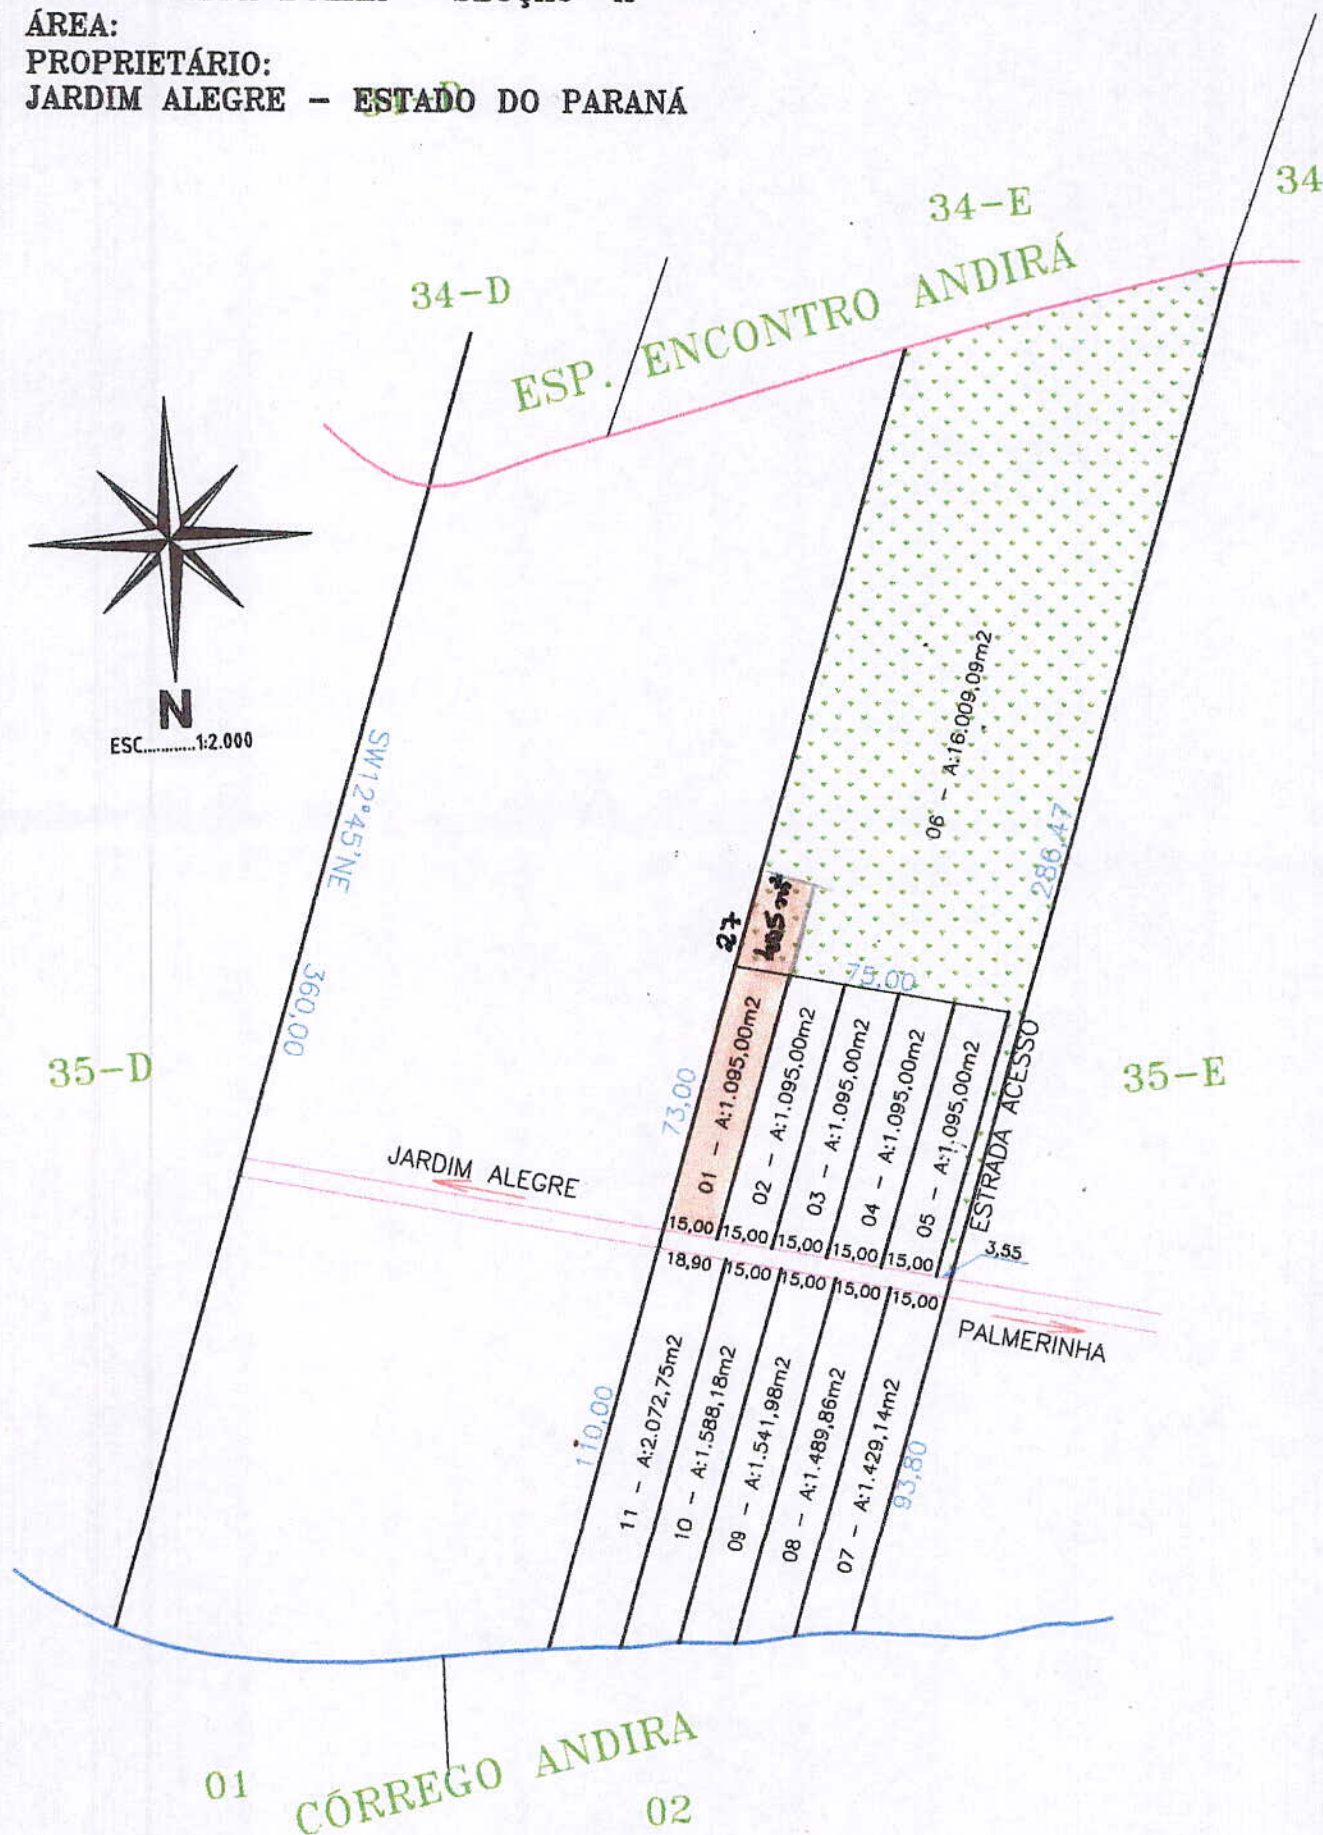 ÁREA:
PROPRIETÁRIO:
JARDIM ALEGRE - ESTADO DO PARANÁ
34
34-E
34-D
ESP. ENCONTRO ANDIRÁ
N
ESC............1:2.000
SW12°45'NE
360,00
06 - A:16.009,09m2
286,47
27
405 m²
75,00
35-D
35-E
73,00
01 - A:1.095,00m2
02 - A:1.095,00m2
03 - A:1.095,00m2
04 - A:1.095,00m2
05 - A:1.095,00m2
ESTRADA ACESSO
JARDIM ALEGRE
15,00 15,00 15,00 15,00 15,00
3,55
18,90 15,00 15,00 15,00 15,00
PALMERINHA
110,00
11 - A:2.072,75m2
10 - A:1.588,18m2
09 - A:1.541,98m2
08 - A:1.489,86m2
07 - A:1.429,14m2
93,80
01
CÓRREGO ANDIRA
02